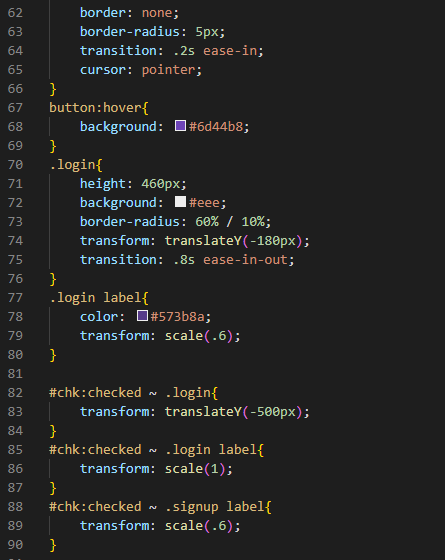 62 border: none;
63 border-radius: 5px;
64 transition: .2s ease-in;
65 cursor: pointer;
66 }
67 button:hover{
68 background: #6d44b8;
69 }
70 .login{
71 height: 460px;
72 background: #eee;
73 border-radius: 60% / 10%;
74 transform: translateY(-180px);
75 transition: .8s ease-in-out;
76 }
77 .login label{
78 color: #573b8a;
79 transform: scale(.6);
80 }
81
82 #chk:checked ~ .login{
83 transform: translateY(-500px);
84 }
85 #chk:checked ~ .login label{
86 transform: scale(1);
87 }
88 #chk:checked ~ .signup label{
89 transform: scale(.6);
90 }